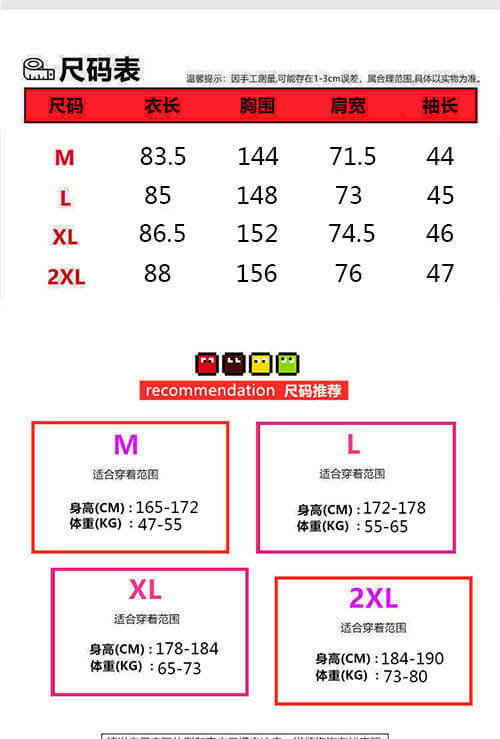 尺码表
温馨提示：因手工测量,可能存在1-3cm误差，属合理范围,具体以实物为准。
尺码 衣长 胸围 肩宽 袖长
M 83.5 144 71.5 44
L 85 148 73 45
XL 86.5 152 74.5 46
2XL 88 156 76 47
recommendation 尺码推荐
M
适合穿着范围
身高(CM)：165-172
体重(KG)：47-55
L
适合穿着范围
身高(CM)：172-178
体重(KG)：55-65
XL
适合穿着范围
身高(CM)：178-184
体重(KG)：65-73
2XL
适合穿着范围
身高(CM)：184-190
体重(KG)：73-80